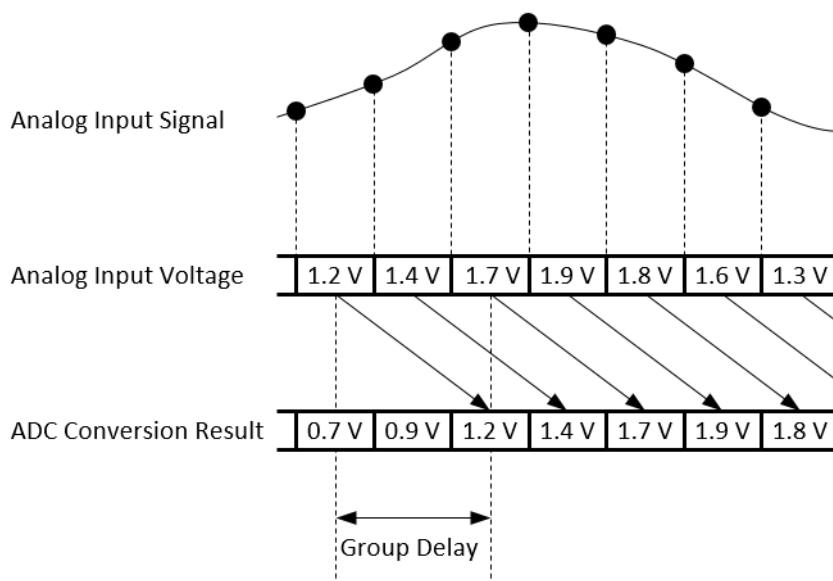 Analog Input Signal
Analog Input Voltage 1.2 V 1.4 V 1.7 V 1.9 V 1.8 V 1.6 V 1.3 V
ADC Conversion Result 0.7 V 0.9 V 1.2 V 1.4 V 1.7 V 1.9 V 1.8 V
Group Delay